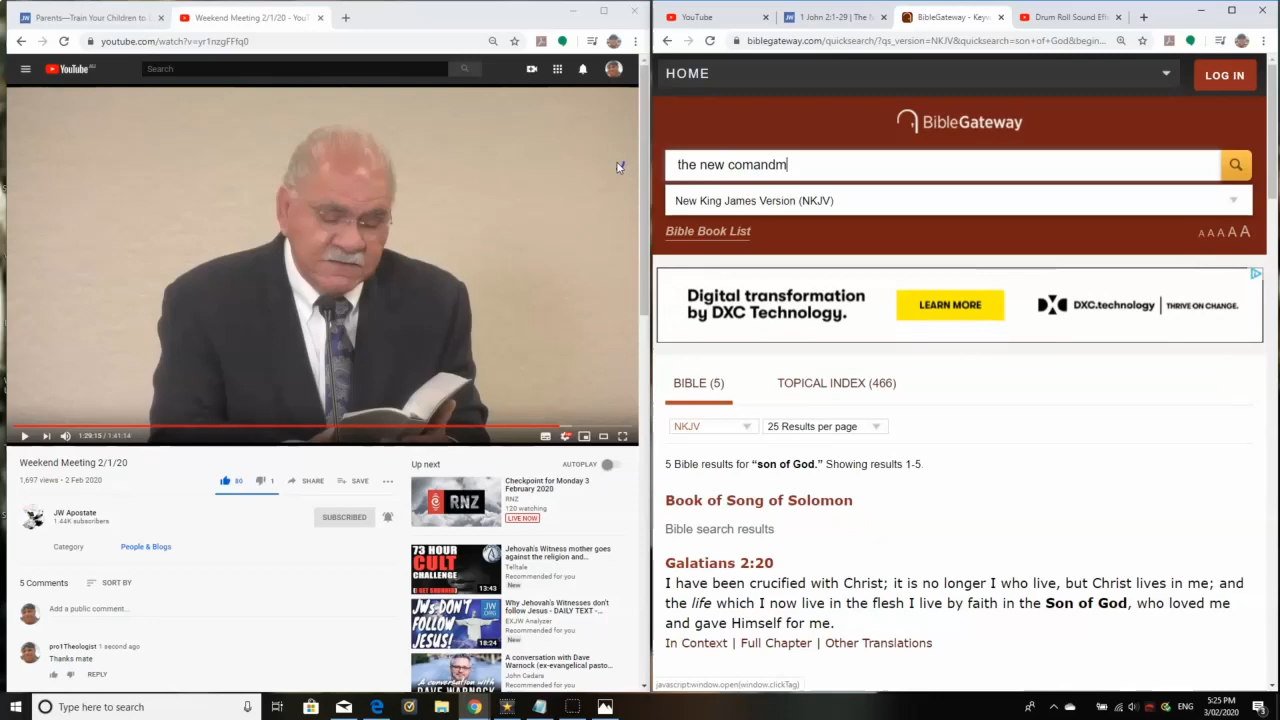 Parents—Train Your Children to L
Weekend Meeting 2/1/20 - YouT
youtube.com/watch?v=yr1nzgFFfq0
YouTube
Search
1:29:15 / 1:41:14
Weekend Meeting 2/1/20
1,697 views • 2 Feb 2020
80
1
SHARE
SAVE
JW Apostate
1.44K subscribers
SUBSCRIBED
Category
People & Blogs
5 Comments
SORT BY
Add a public comment...
pro1Theologist 1 second ago
Thanks mate
REPLY
Up next
AUTOPLAY
RNZ
Checkpoint for Monday 3
February 2020
RNZ
120 watching
LIVE NOW
73 HOUR
CULT
CHALLENGE
13:43
Jehovah's Witness mother goes
against the religion and...
Telltale
Recommended for you
New
JWs DON'T
FOLLOW
JESUS!
JW.ORG
18:24
Why Jehovah's Witnesses don't
follow Jesus - DAILY TEXT -...
EXJW Analyzer
Recommended for you
New
A conversation with
DAVE WARNOCK
A conversation with Dave
Warnock (ex-evangelical pasto...
John Cedars
Recommended for you
YouTube
1 John 2:1-29 | The N
BibleGateway - Keyw
Drum Roll Sound Eff
biblegateway.com/quicksearch/?qs_version=NKJV&quicksearch=son+of+God&begin...
HOME
LOG IN
BibleGateway
the new comandm
New King James Version (NKJV)
Bible Book List
A A A A A
Digital transformation
by DXC Technology.
LEARN MORE
DXC.technology | THRIVE ON CHANGE.
BIBLE (5)
TOPICAL INDEX (466)
NKJV
25 Results per page
5 Bible results for “son of God.” Showing results 1-5.
Book of Song of Solomon
Bible search results
Galatians 2:20
I have been crucified with Christ; it is no longer I who live, but Christ lives in me; and
the life which I now live in the flesh I live by faith in the Son of God, who loved me
and gave Himself for me.
In Context | Full Chapter | Other Translations
javascript:window.open(window.clickTag)
Type here to search
ENG
5:25 PM
3/02/2020
3